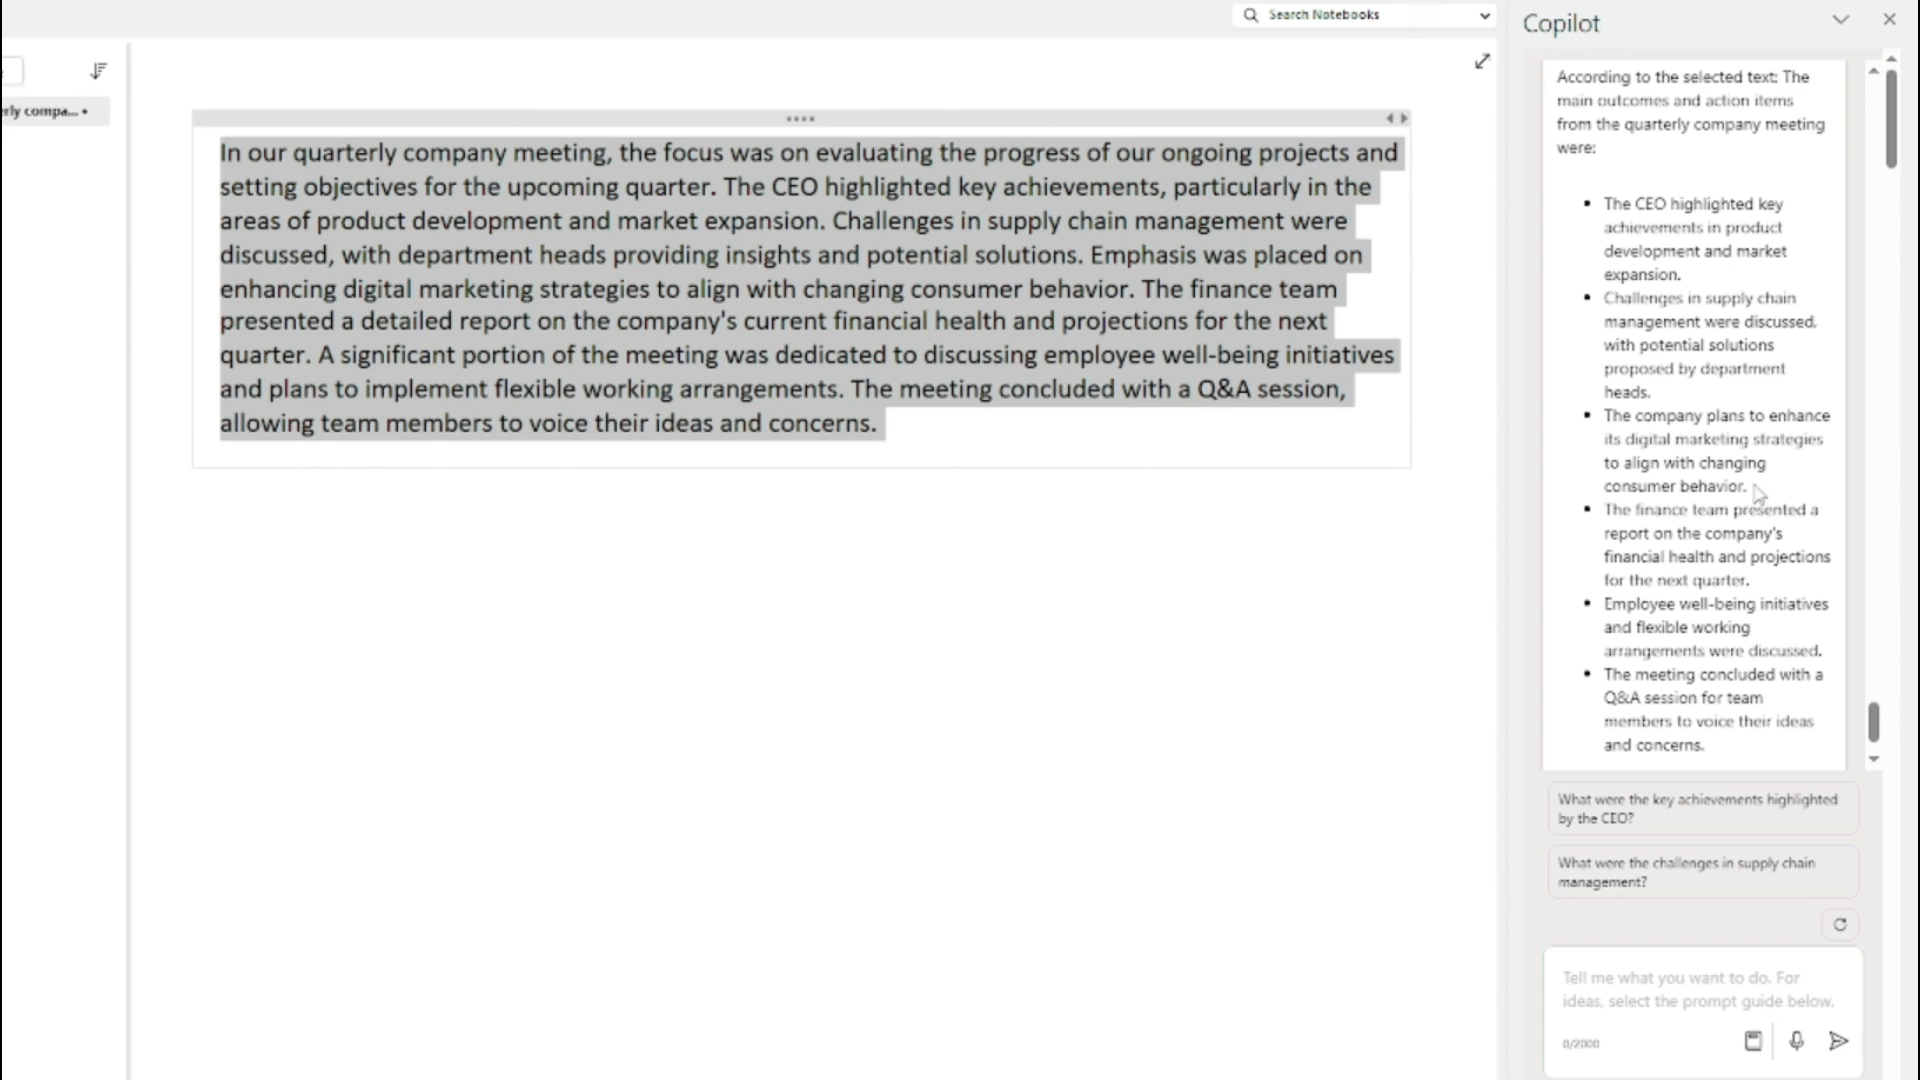 Search Notebooks
Copilot
erly compa...
In our quarterly company meeting, the focus was on evaluating the progress of our ongoing projects and
setting objectives for the upcoming quarter. The CEO highlighted key achievements, particularly in the
areas of product development and market expansion. Challenges in supply chain management were
discussed, with department heads providing insights and potential solutions. Emphasis was placed on
enhancing digital marketing strategies to align with changing consumer behavior. The finance team
presented a detailed report on the company's current financial health and projections for the next
quarter. A significant portion of the meeting was dedicated to discussing employee well-being initiatives
and plans to implement flexible working arrangements. The meeting concluded with a Q&A session,
allowing team members to voice their ideas and concerns.
According to the selected text: The
main outcomes and action items
from the quarterly company meeting
were:
The CEO highlighted key
achievements in product
development and market
expansion.
Challenges in supply chain
management were discussed,
with potential solutions
proposed by department
heads.
The company plans to enhance
its digital marketing strategies
to align with changing
consumer behavior.
The finance team presented a
report on the company's
financial health and projections
for the next quarter.
Employee well-being initiatives
and flexible working
arrangements were discussed.
The meeting concluded with a
Q&A session for team
members to voice their ideas
and concerns.
What were the key achievements highlighted
by the CEO?
What were the challenges in supply chain
management?
Tell me what you want to do. For
ideas, select the prompt guide below.
0/2000